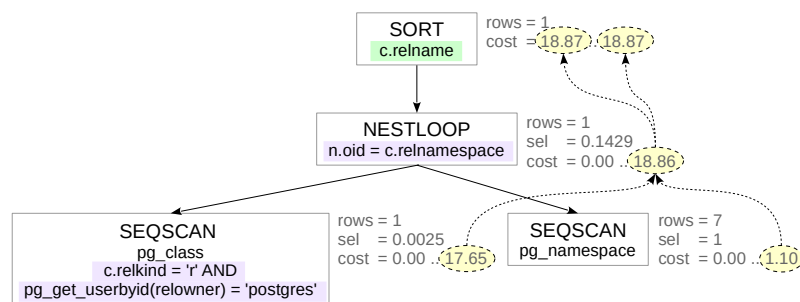 SORT
c.relname
rows = 1
cost = 18.87 .. 18.87
NESTLOOP
n.oid = c.relnamespace
rows = 1
sel = 0.1429
cost = 0.00 .. 18.86
SEQSCAN
pg_class
c.relkind = 'r' AND
pg_get_userbyid(relowner) = 'postgres'
rows = 1
sel = 0.0025
cost = 0.00 .. 17.65
SEQSCAN
pg_namespace
rows = 7
sel = 1
cost = 0.00 .. 1.10